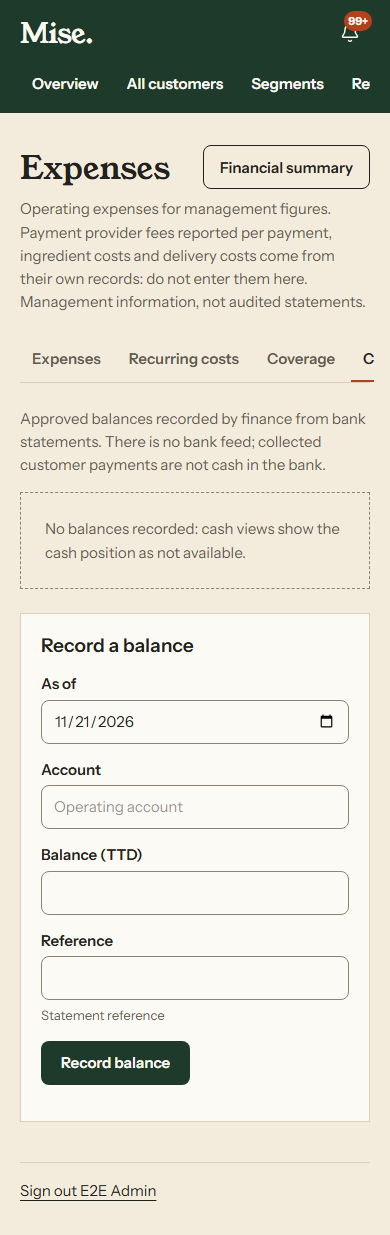 Mise.
99+
Overview All customers Segments Re
Expenses
Financial summary
Operating expenses for management figures.
Payment provider fees reported per payment,
ingredient costs and delivery costs come from
their own records: do not enter them here.
Management information, not audited statements.
Expenses Recurring costs Coverage C
Approved balances recorded by finance from bank
statements. There is no bank feed; collected
customer payments are not cash in the bank.
No balances recorded: cash views show the
cash position as not available.
Record a balance
As of
11/21/2026
Account
Operating account
Balance (TTD)
Reference
Statement reference
Record balance
Sign out E2E Admin